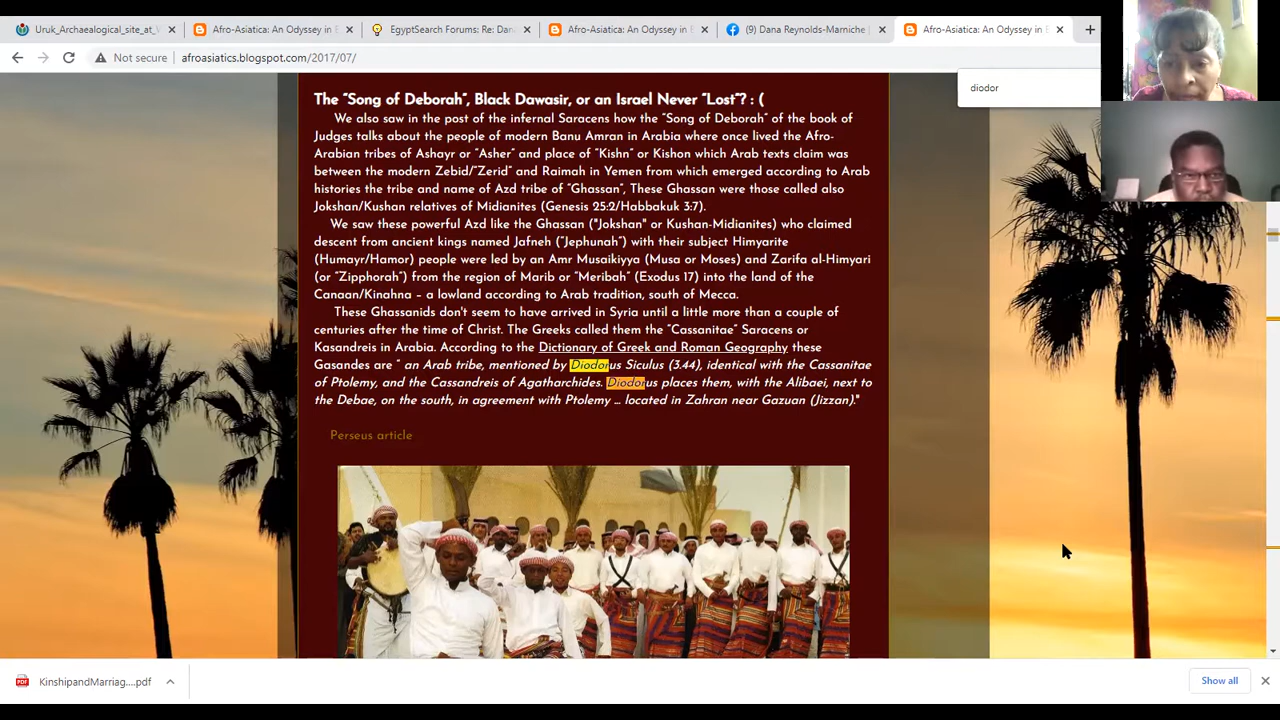 Uruk_Archaealogical_site_at_W
Afro-Asiatica: An Odyssey in B
EgyptSearch Forums: Re: Dan
Afro-Asiatica: An Odyssey in B
(9) Dana Reynolds-Marniche |
Afro-Asiatica: An Odyssey in B
Not secure | afroasiatics.blogspot.com/2017/07/
diodor
The "Song of Deborah", Black Dawasir, or an Israel Never "Lost"? : (
We also saw in the post of the infernal Saracens how the "Song of Deborah" of the book of
Judges talks about the people of modern Banu Amran in Arabia where once lived the Afro-
Arabian tribes of Ashayr or "Asher" and place of "Kishn" or Kishon which Arab texts claim was
between the modern Zebid/"Zerid" and Raimah in Yemen from which emerged according to Arab
histories the tribe and name of Azd tribe of "Ghassan", These Ghassan were those called also
Jokshan/Kushan relatives of Midianites (Genesis 25:2/Habbakuk 3:7).
We saw these powerful Azd like the Ghassan ("Jokshan" or Kushan-Midianites) who claimed
descent from ancient kings named Jafneh ("Jephunah") with their subject Himyarite
(Humayr/Hamor) people were led by an Amr Musaikiyya (Musa or Moses) and Zarifa al-Himyari
(or "Zipphorah") from the region of Marib or "Meribah" (Exodus 17) into the land of the
Canaan/Kinahna – a lowland according to Arab tradition, south of Mecca.
These Ghassanids don't seem to have arrived in Syria until a little more than a couple of
centuries after the time of Christ. The Greeks called them the "Cassanitae" Saracens or
Kasandreis in Arabia. According to the Dictionary of Greek and Roman Geography these
Gasandes are " an Arab tribe, mentioned by Diodorus Siculus (3.44), identical with the Cassanitae
of Ptolemy, and the Cassandreis of Agatharchides. Diodorus places them, with the Alibaei, next to
the Debae, on the south, in agreement with Ptolemy ... located in Zahran near Gazuan (Jizzan)."
Perseus article
KinshipandMarriag....pdf
Show all